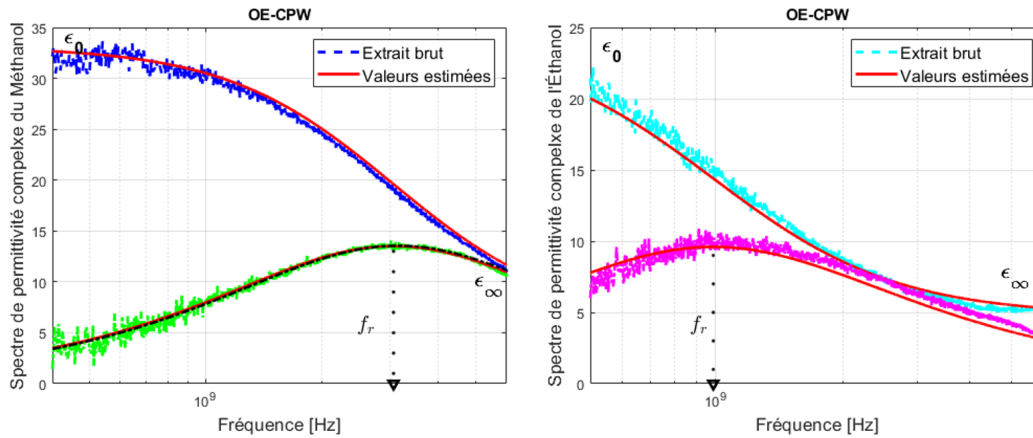 OE-CPW
Spectre de permittivité compelxe du Méthanol
35
30
25
20
15
10
5
0
ϵ0
Extrait brut
Valeurs estimées
ϵ∞
fr
10^9
Fréquence [Hz]
OE-CPW
Spectre de permittivité compelxe de l'Éthanol
25
20
15
10
5
0
ϵ0
Extrait brut
Valeurs estimées
ϵ∞
fr
10^9
Fréquence [Hz]